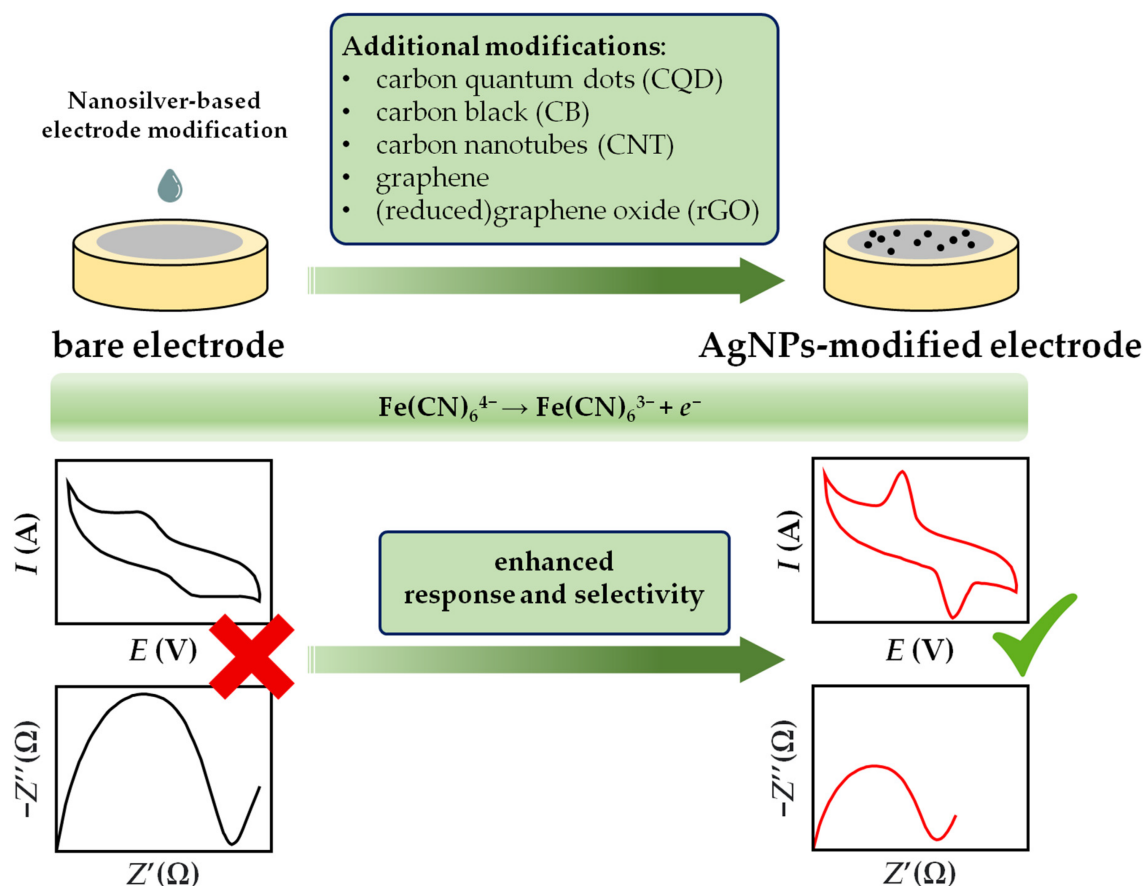 Nanosilver-based
electrode modification
Additional modifications:
• carbon quantum dots (CQD)
• carbon black (CB)
• carbon nanotubes (CNT)
• graphene
• (reduced)graphene oxide (rGO)
bare electrode
AgNPs-modified electrode
Fe(CN)₆⁴⁻ → Fe(CN)₆³⁻ + e⁻
I (A)
E (V)
enhanced
response and selectivity
I (A)
E (V)
−Z″(Ω)
Z′(Ω)
−Z″(Ω)
Z′(Ω)